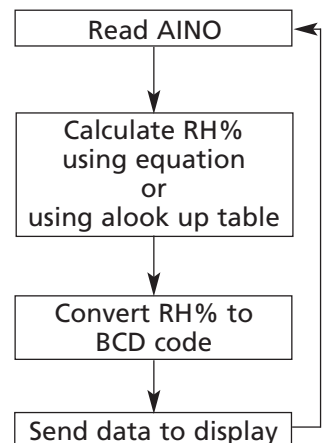 Read AINO
Calculate RH%
using equation
or
using alook up table
Convert RH% to
BCD code
Send data to display